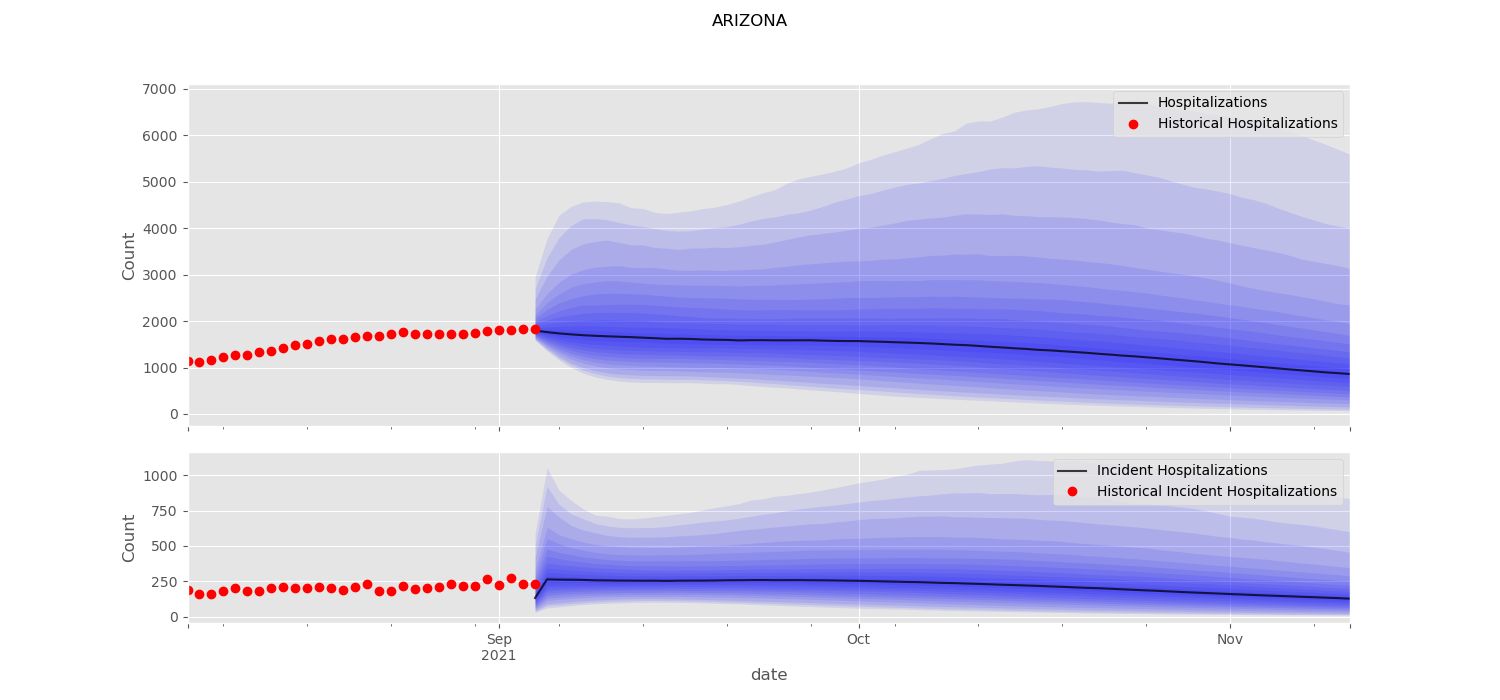 ARIZONA
7000
6000
5000
4000
3000
2000
1000
0
Count
Hospitalizations
Historical Hospitalizations
1000
750
500
250
0
Count
Incident Hospitalizations
Historical Incident Hospitalizations
Sep
2021
Oct
Nov
date